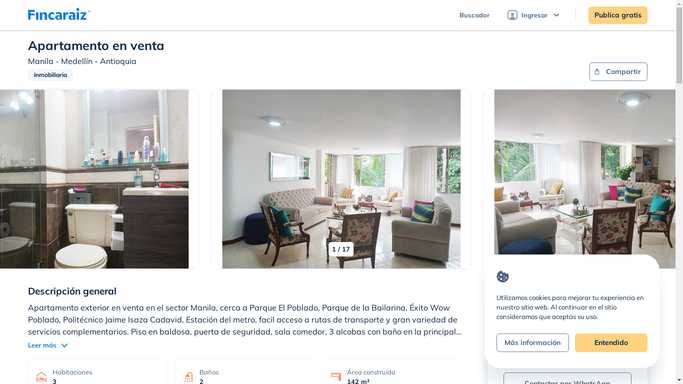 Fincaraiz
Buscador
Ingresar
Publica gratis
Apartamento en venta
Manila - Medellín - Antioquia
Inmobiliaria
Compartir
1 / 17
Descripción general
Apartamento exterior en venta en el sector Manila, cerca a Parque El Poblado, Parque de la Bailarina, Éxito Wow
Poblado, Politécnico Jaime Isaza Cadavid, Estación del metro, facil acceso a rutas de transporte y gran variedad de
servicios complementarios. Piso en baldosa, puerta de seguridad, sala comedor, 3 alcobas con baño en la principal...
Leer más
Habitaciones
3
Baños
2
Área construida
142 m²
Utilizamos cookies para mejorar tu experiencia en
nuestro sitio web. Al continuar en el sitio
consideramos que aceptas su uso.
Más información
Entendido
Contactar por WhatsApp